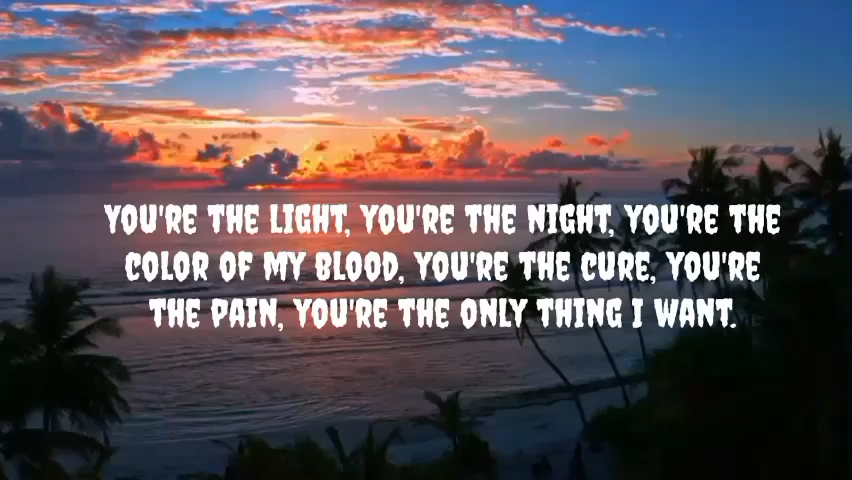 YOU'RE THE LIGHT, YOU'RE THE NIGHT, YOU'RE THE
COLOR OF MY BLOOD, YOU'RE THE CURE, YOU'RE
THE PAIN, YOU'RE THE ONLY THING I WANT.